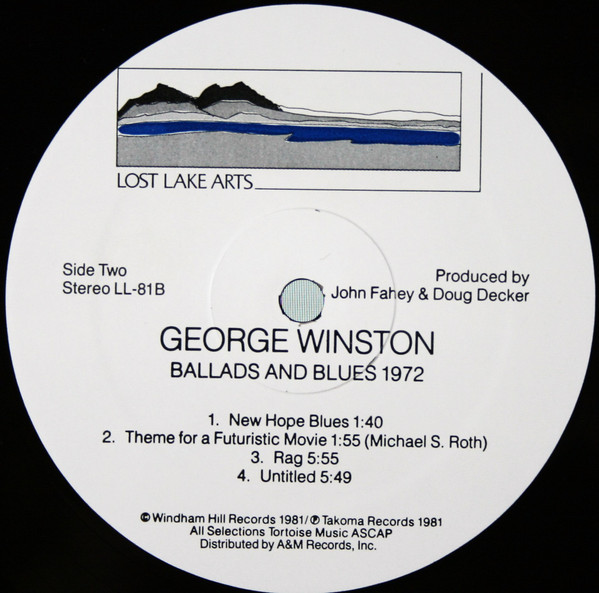 LOST LAKE ARTS
Side Two
Stereo LL-81B
Produced by
John Fahey & Doug Decker
GEORGE WINSTON
BALLADS AND BLUES 1972
1. New Hope Blues 1:40
2. Theme for a Futuristic Movie 1:55 (Michael S. Roth)
3. Rag 5:55
4. Untitled 5:49
© Windham Hill Records 1981/℗ Takoma Records 1981
All Selections Tortoise Music ASCAP
Distributed by A&M Records, Inc.